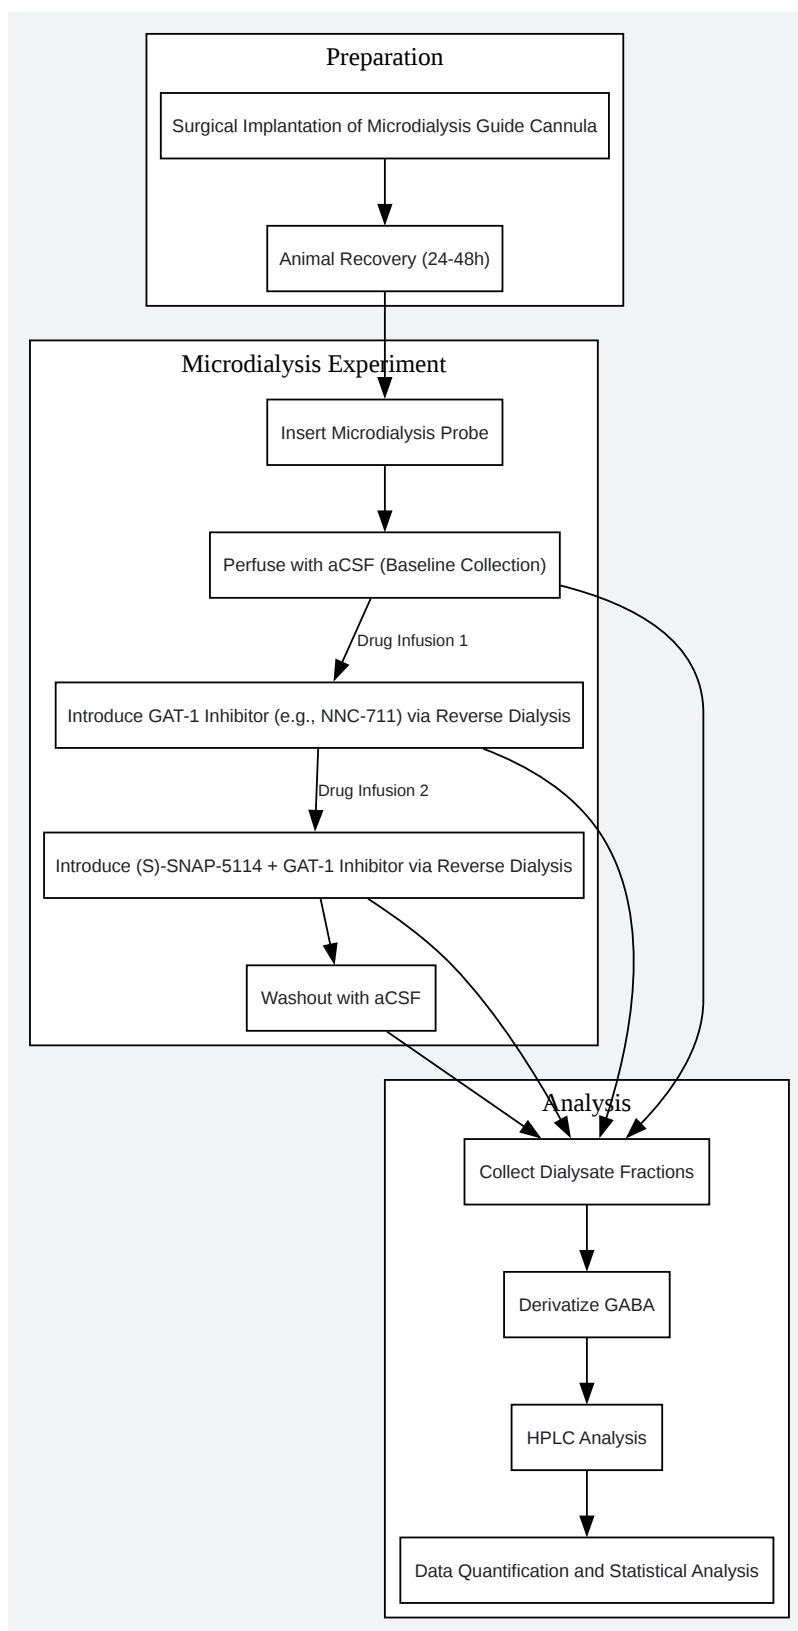 Preparation
Surgical Implantation of Microdialysis Guide Cannula
Animal Recovery (24-48h)
Microdialysis Experiment
Insert Microdialysis Probe
Perfuse with aCSF (Baseline Collection)
Drug Infusion 1
Introduce GAT-1 Inhibitor (e.g., NNC-711) via Reverse Dialysis
Drug Infusion 2
Introduce (S)-SNAP-5114 + GAT-1 Inhibitor via Reverse Dialysis
Washout with aCSF
Analysis
Collect Dialysate Fractions
Derivatize GABA
HPLC Analysis
Data Quantification and Statistical Analysis